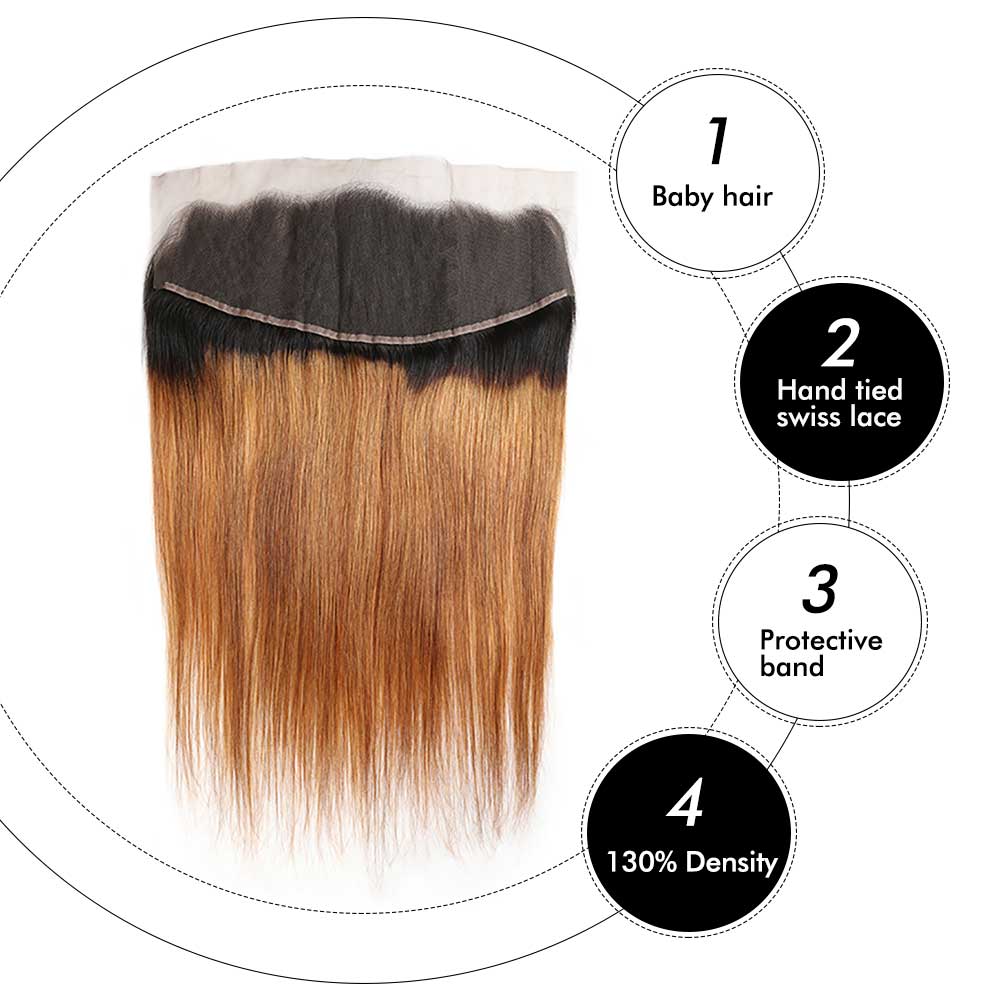 1
Baby hair
2
Hand tied
swiss lace
3
Protective
band
4
130% Density